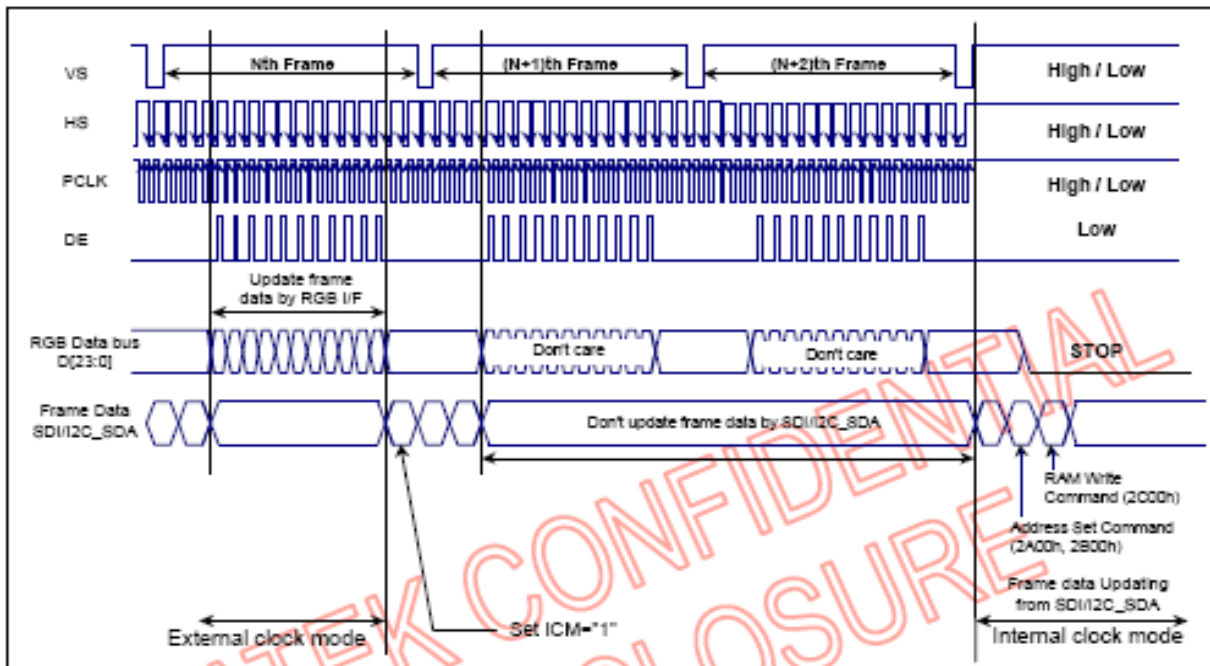 VS
Nth Frame
(N+1)th Frame
(N+2)th Frame
High / Low
HS
High / Low
PCLK
High / Low
DE
Low
Update frame
data by RGB I/F
RGB Data bus
D[23:0]
Don't care
Don't care
STOP
Frame Data
SDI/I2C_SDA
Don't update frame data by SDI/I2C_SDA
RAM Write
Command (2C00h)
Address Set Command
(2A00h, 2B00h)
Frame data Updating
from SDI/I2C_SDA
External clock mode
Set ICM="1"
Internal clock mode
TEK CONFIDENTIAL
CLOSURE